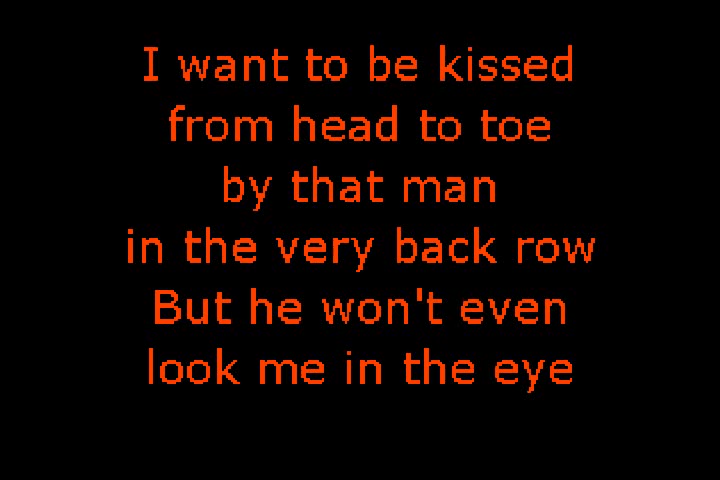 I want to be kissed
from head to toe
by that man
in the very back row
But he won't even
look me in the eye